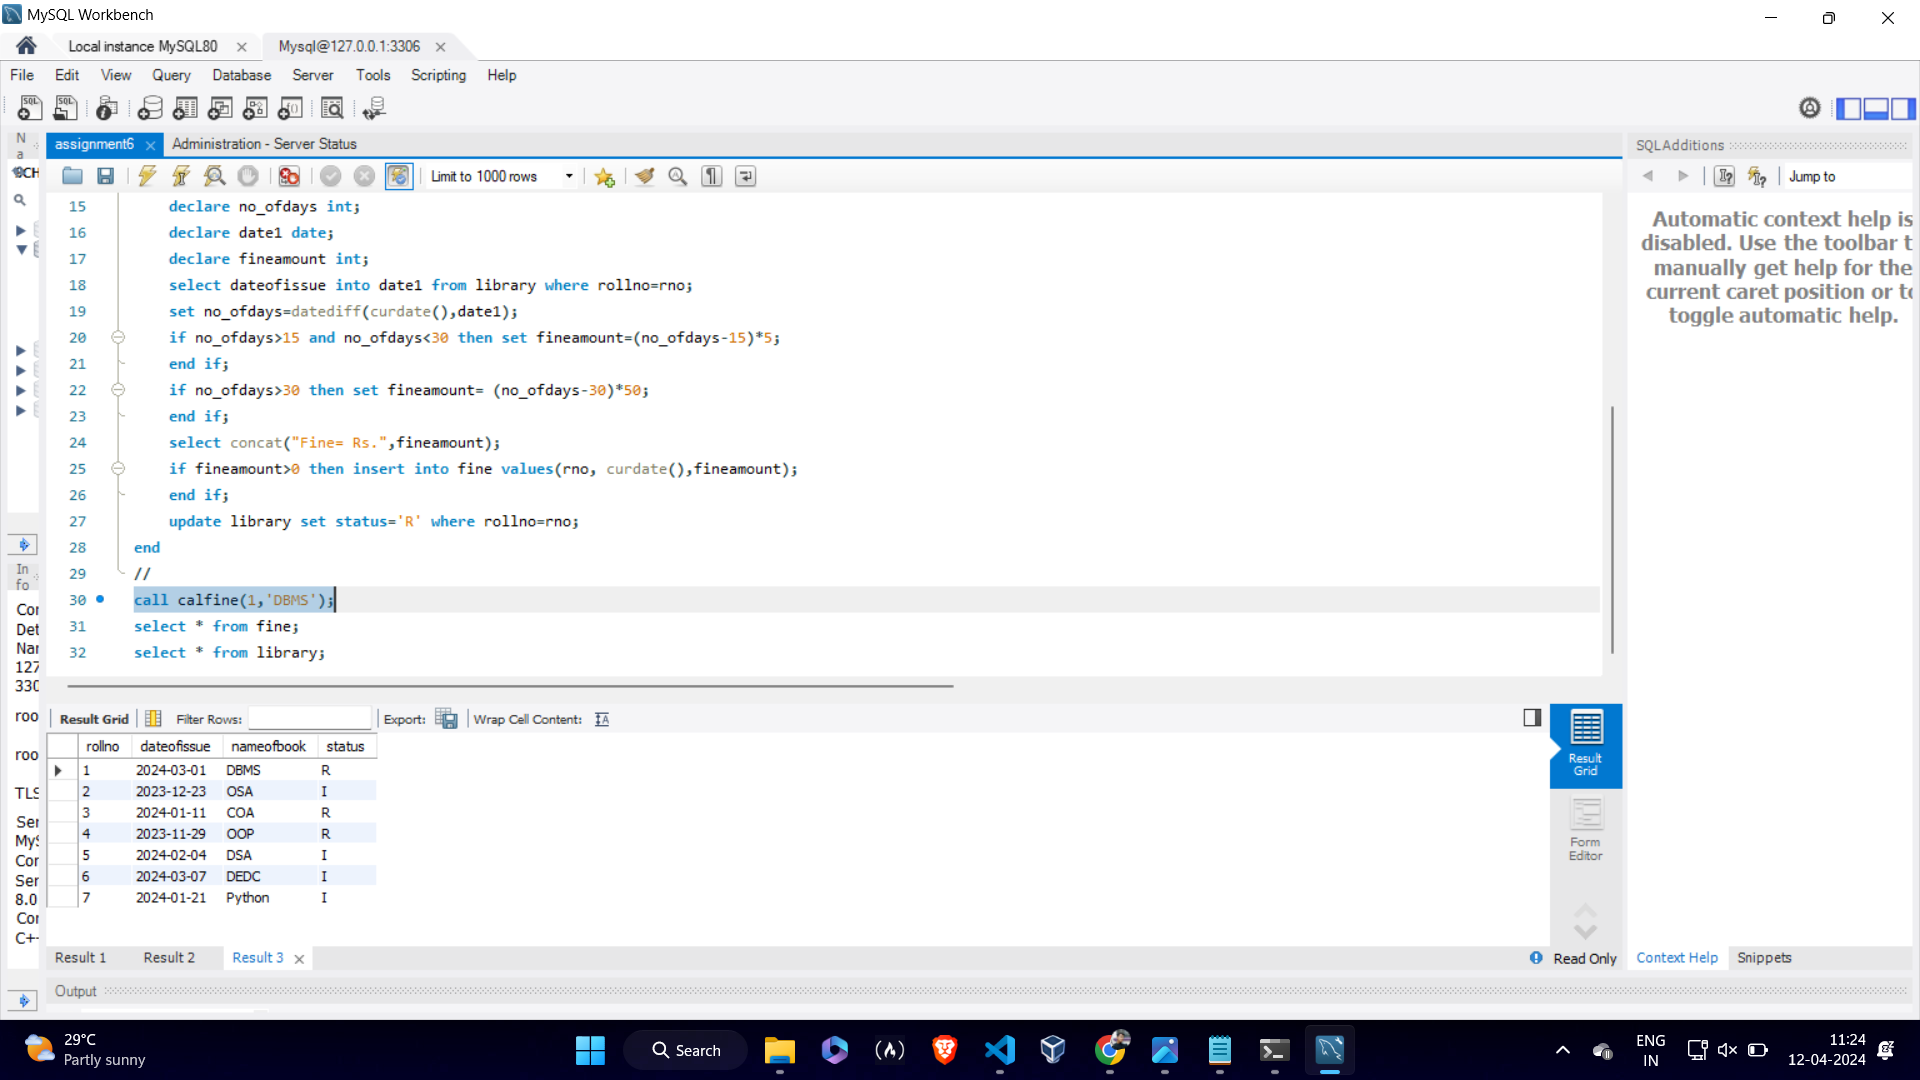 MySQL Workbench
Local instance MySQL80
Mysql@127.0.0.1:3306
File Edit View Query Database Server Tools Scripting Help
N
a
assignment6
Administration - Server Status
SQLAdditions
Limit to 1000 rows
Jump to
15 declare no_ofdays int;
16 declare date1 date;
17 declare fineamount int;
18 select dateofissue into date1 from library where rollno=rno;
19 set no_ofdays=datediff(curdate(),date1);
20 if no_ofdays>15 and no_ofdays<30 then set fineamount=(no_ofdays-15)*5;
21 end if;
22 if no_ofdays>30 then set fineamount= (no_ofdays-30)*50;
23 end if;
24 select concat("Fine= Rs.",fineamount);
25 if fineamount>0 then insert into fine values(rno, curdate(),fineamount);
26 end if;
27 update library set status='R' where rollno=rno;
28 end
29 //
30 call calfine(1,'DBMS');
31 select * from fine;
32 select * from library;
Automatic context help is
disabled. Use the toolbar t
manually get help for the
current caret position or to
toggle automatic help.
In
fo
Cor
Det
Nar
127
330
roo
roo
TLS
Ser
MyS
Cor
Ser
8.0
Cor
C++
Result Grid Filter Rows: Export: Wrap Cell Content:
rollno dateofissue nameofbook status
1 2024-03-01 DBMS R
2 2023-12-23 OSA I
3 2024-01-11 COA R
4 2023-11-29 OOP R
5 2024-02-04 DSA I
6 2024-03-07 DEDC I
7 2024-01-21 Python I
Result
Grid
Form
Editor
Result 1 Result 2 Result 3
Read Only
Context Help Snippets
Output
29°C
Partly sunny
Search
ENG
IN
11:24
12-04-2024